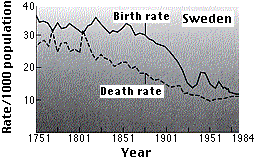 Rate/1000 population
40
30
20
10
Birth rate
Sweden
Death rate
1751
1801
1851
1901
1951
1984
Year